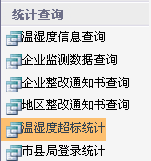 统计查询
温湿度信息查询
企业监测数据查询
企业整改通知书查询
地区整改通知书查询
温湿度超标统计
市县局登录统计